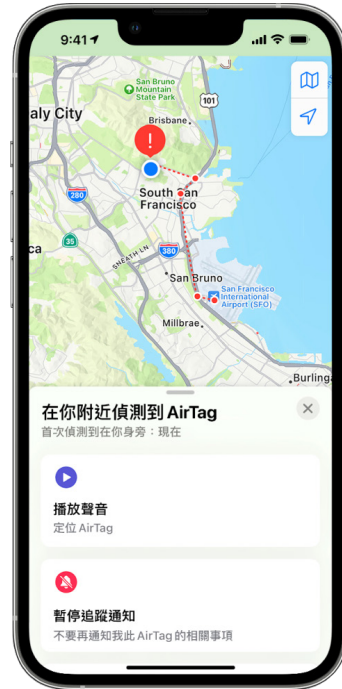 9:41
San Bruno
Mountain
State Park
101
aly City
Brisbane
!
280
South San
Francisco
35
ca
SNEATH LN
380
San Bruno
San Francisco
International
Airport (SFO)
Millbrae
Burling
在你附近偵測到 AirTag
首次偵測到在你身旁：現在
播放聲音
定位 AirTag
暫停追蹤通知
不要再通知我此 AirTag 的相關事項